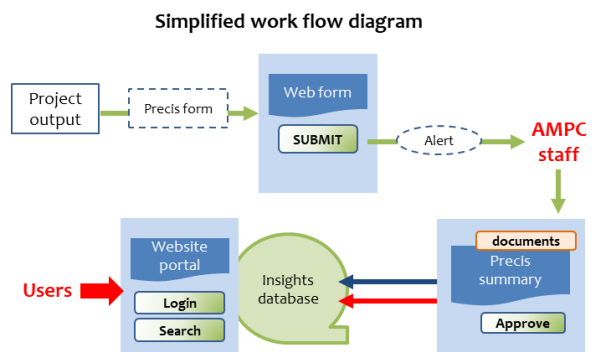 Simplified work flow diagram
Project
output
Precis form
Web form
SUBMIT
Alert
AMPC
staff
documents
Precis
summary
Approve
Insights
database
Website
portal
Login
Search
Users